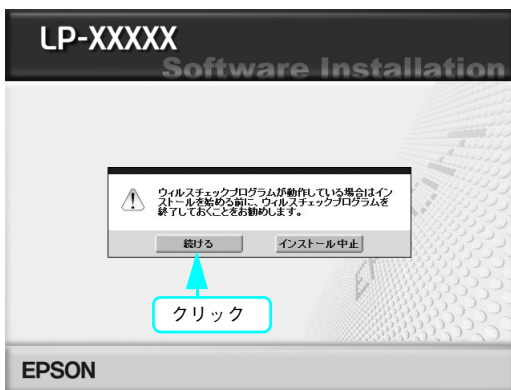 LP-XXXXX
Software Installation
ウィルスチェックプログラムが動作している場合はイン
ストールを始める前に、ウィルスチェックプログラムを
終了しておくことをお勧めします。
続ける
インストール中止
クリック
EPSON